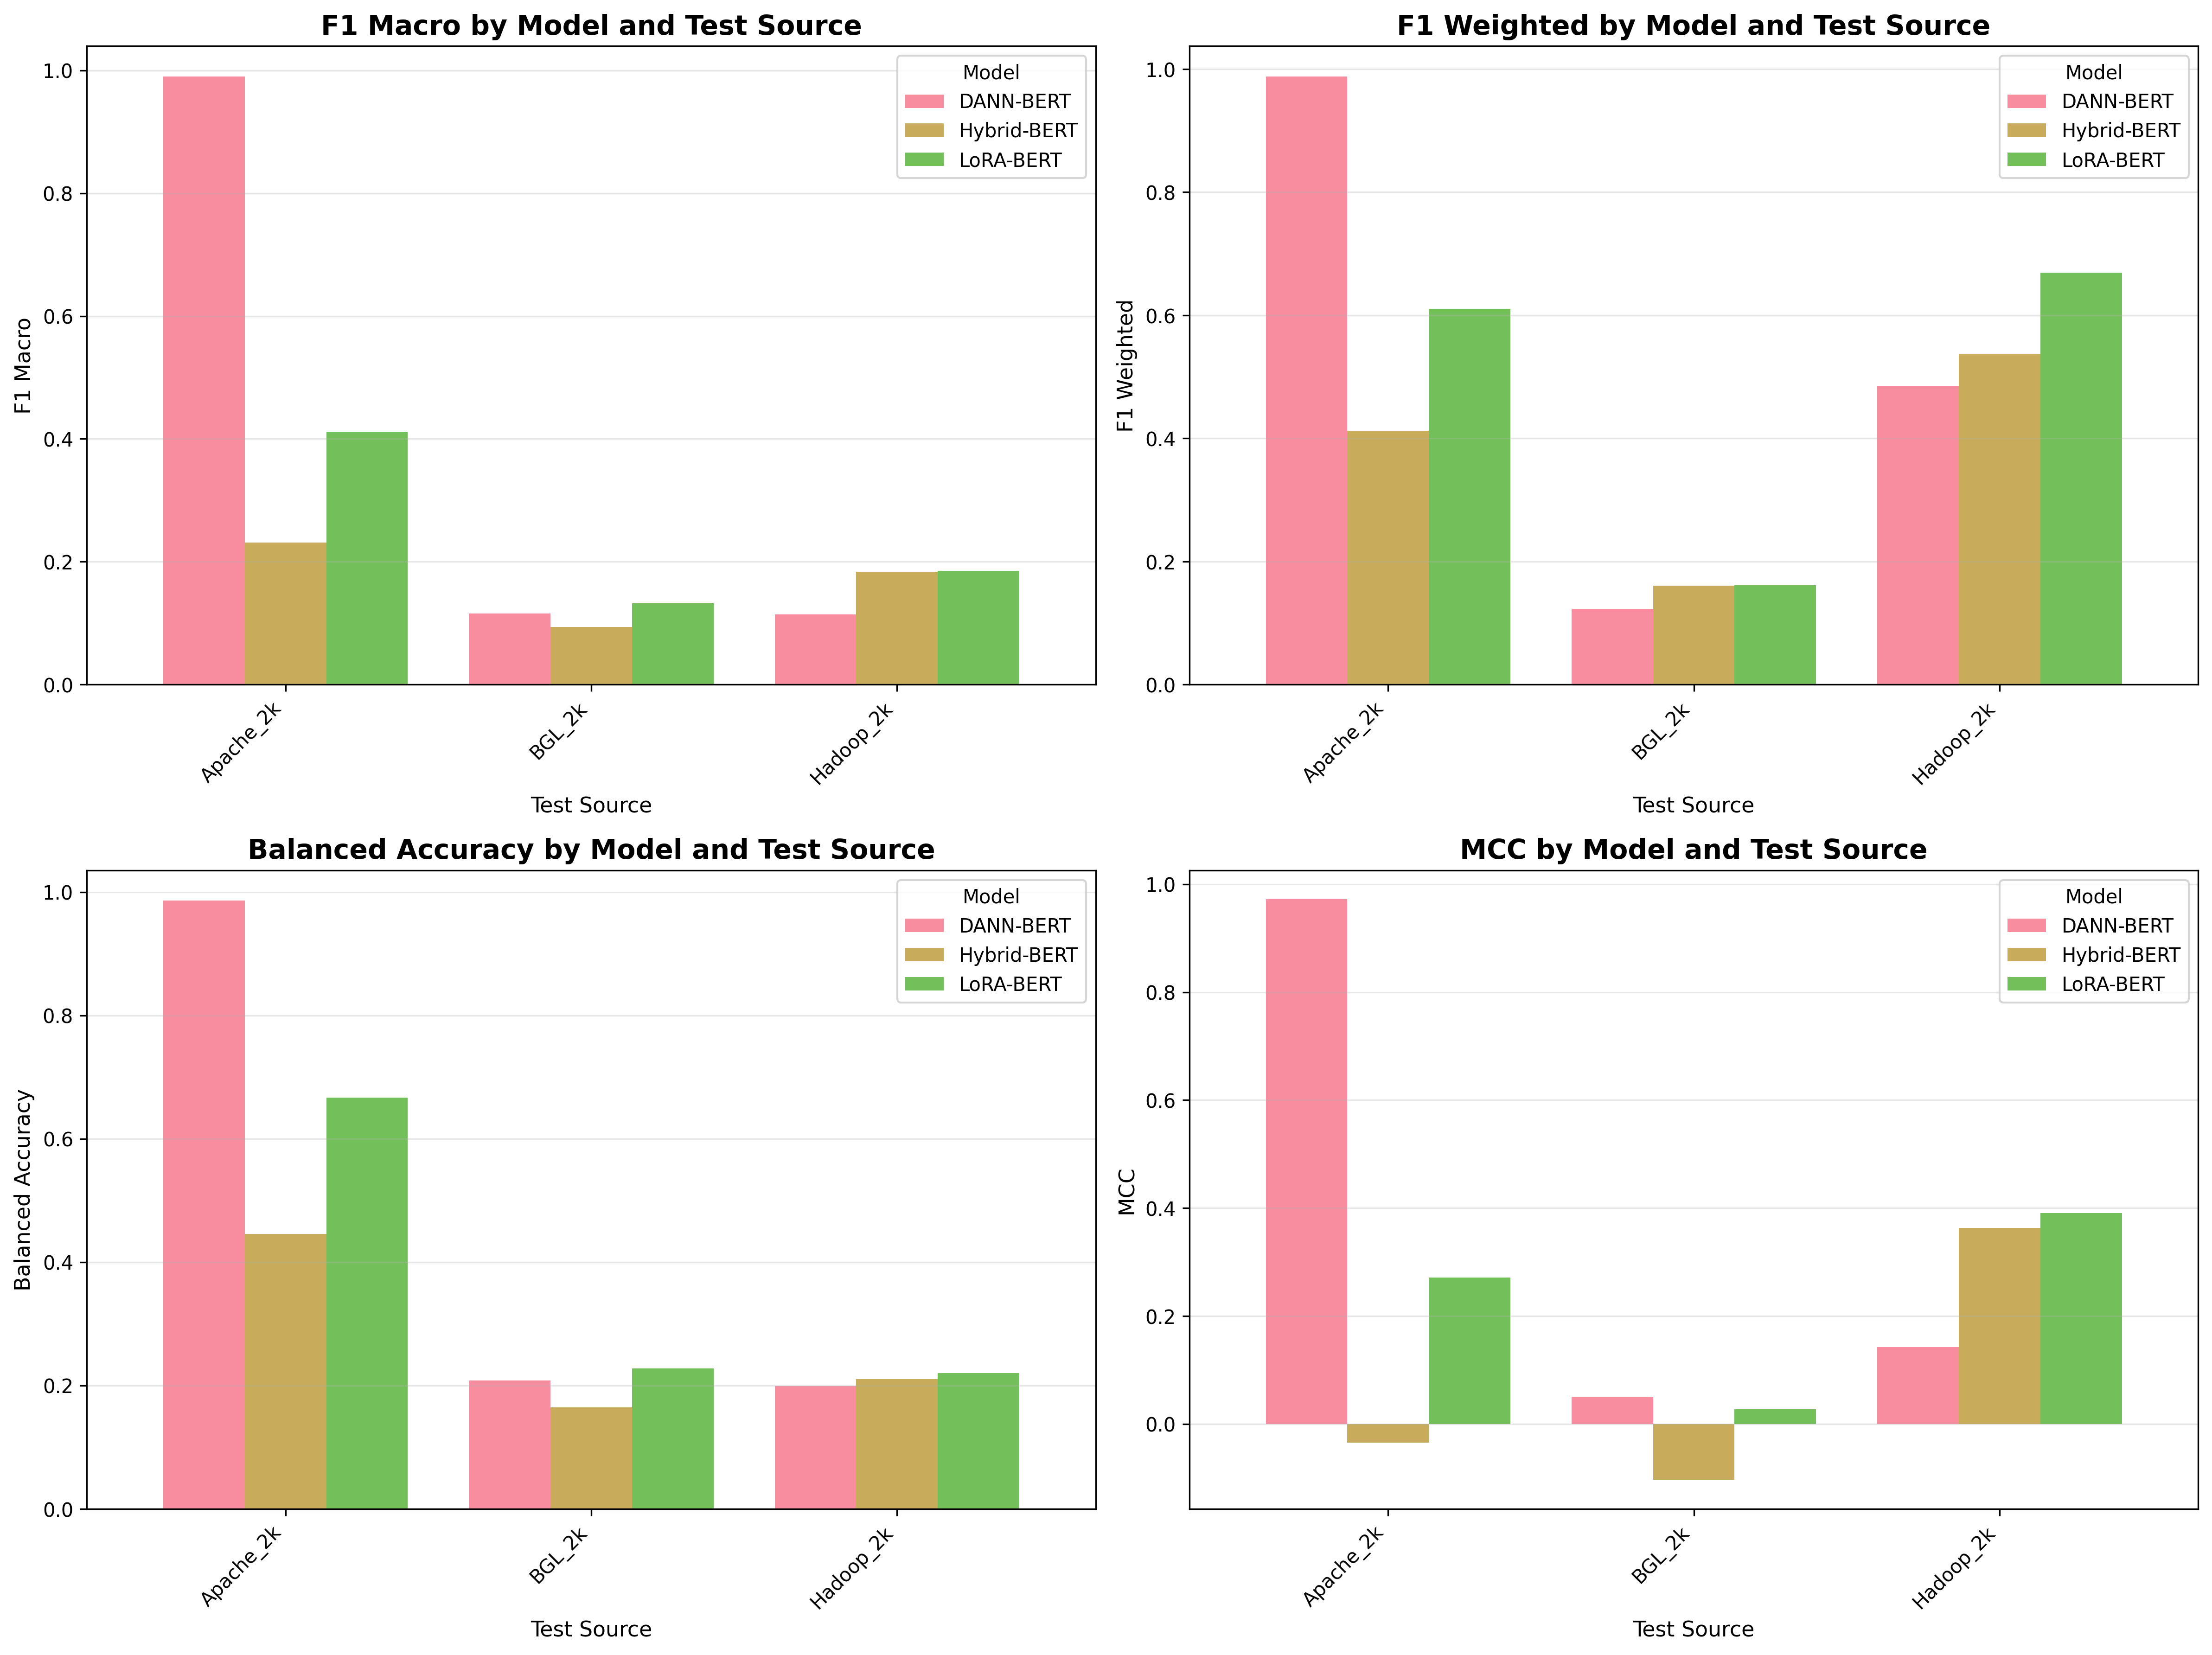 F1 Macro by Model and Test Source
F1 Macro
1.0
0.8
0.6
0.4
0.2
0.0
Model
DANN-BERT
Hybrid-BERT
LoRA-BERT
Apache_2k
BGL_2k
Hadoop_2k
Test Source
F1 Weighted by Model and Test Source
F1 Weighted
1.0
0.8
0.6
0.4
0.2
0.0
Model
DANN-BERT
Hybrid-BERT
LoRA-BERT
Apache_2k
BGL_2k
Hadoop_2k
Test Source
Balanced Accuracy by Model and Test Source
Balanced Accuracy
1.0
0.8
0.6
0.4
0.2
0.0
Model
DANN-BERT
Hybrid-BERT
LoRA-BERT
Apache_2k
BGL_2k
Hadoop_2k
Test Source
MCC by Model and Test Source
MCC
1.0
0.8
0.6
0.4
0.2
0.0
Model
DANN-BERT
Hybrid-BERT
LoRA-BERT
Apache_2k
BGL_2k
Hadoop_2k
Test Source